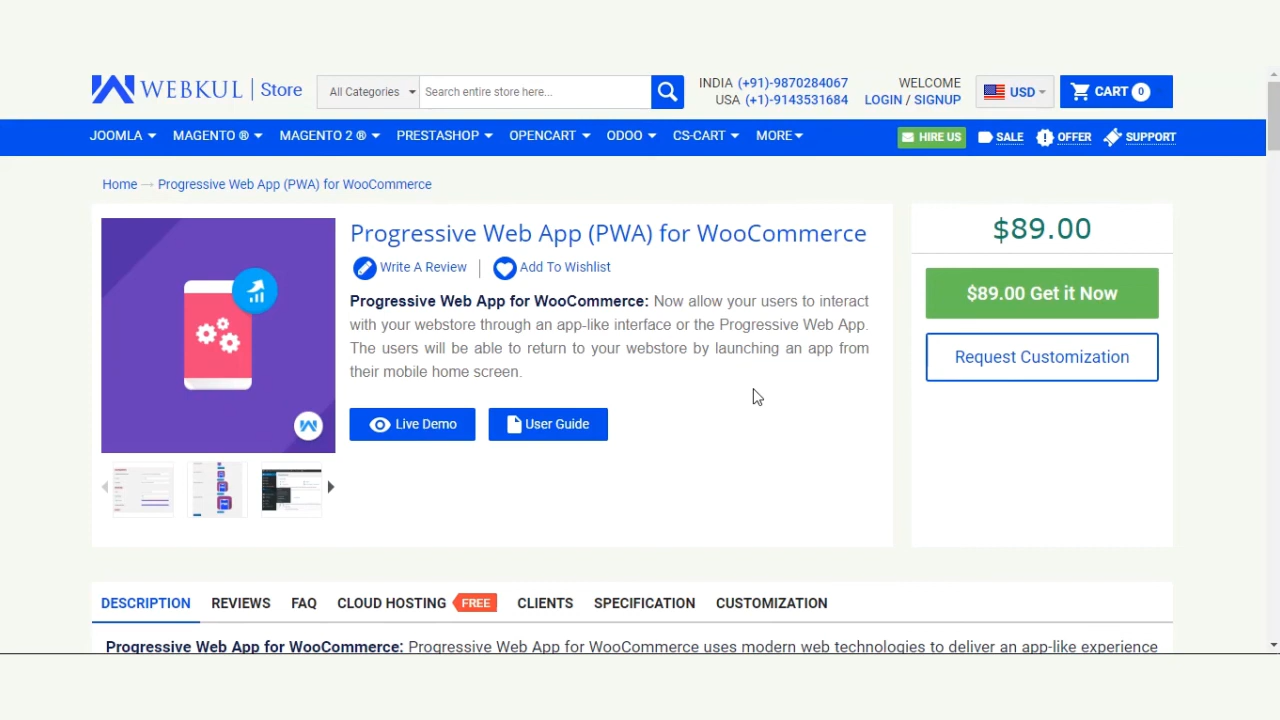 WEBKUL | Store
All Categories
Search entire store here...
INDIA (+91)-9870284067
USA (+1)-9143531684
WELCOME
LOGIN / SIGNUP
USD
CART 0
JOOMLA
MAGENTO ®
MAGENTO 2 ®
PRESTASHOP
OPENCART
ODOO
CS-CART
MORE
HIRE US
SALE
OFFER
SUPPORT
Home → Progressive Web App (PWA) for WooCommerce
Progressive Web App (PWA) for WooCommerce
Write A Review | Add To Wishlist
Progressive Web App for WooCommerce: Now allow your users to interact
with your webstore through an app-like interface or the Progressive Web App.
The users will be able to return to your webstore by launching an app from
their mobile home screen.
Live Demo
User Guide
$89.00
$89.00 Get it Now
Request Customization
DESCRIPTION
REVIEWS
FAQ
CLOUD HOSTING FREE
CLIENTS
SPECIFICATION
CUSTOMIZATION
Progressive Web App for WooCommerce: Progressive Web App for WooCommerce uses modern web technologies to deliver an app-like experience